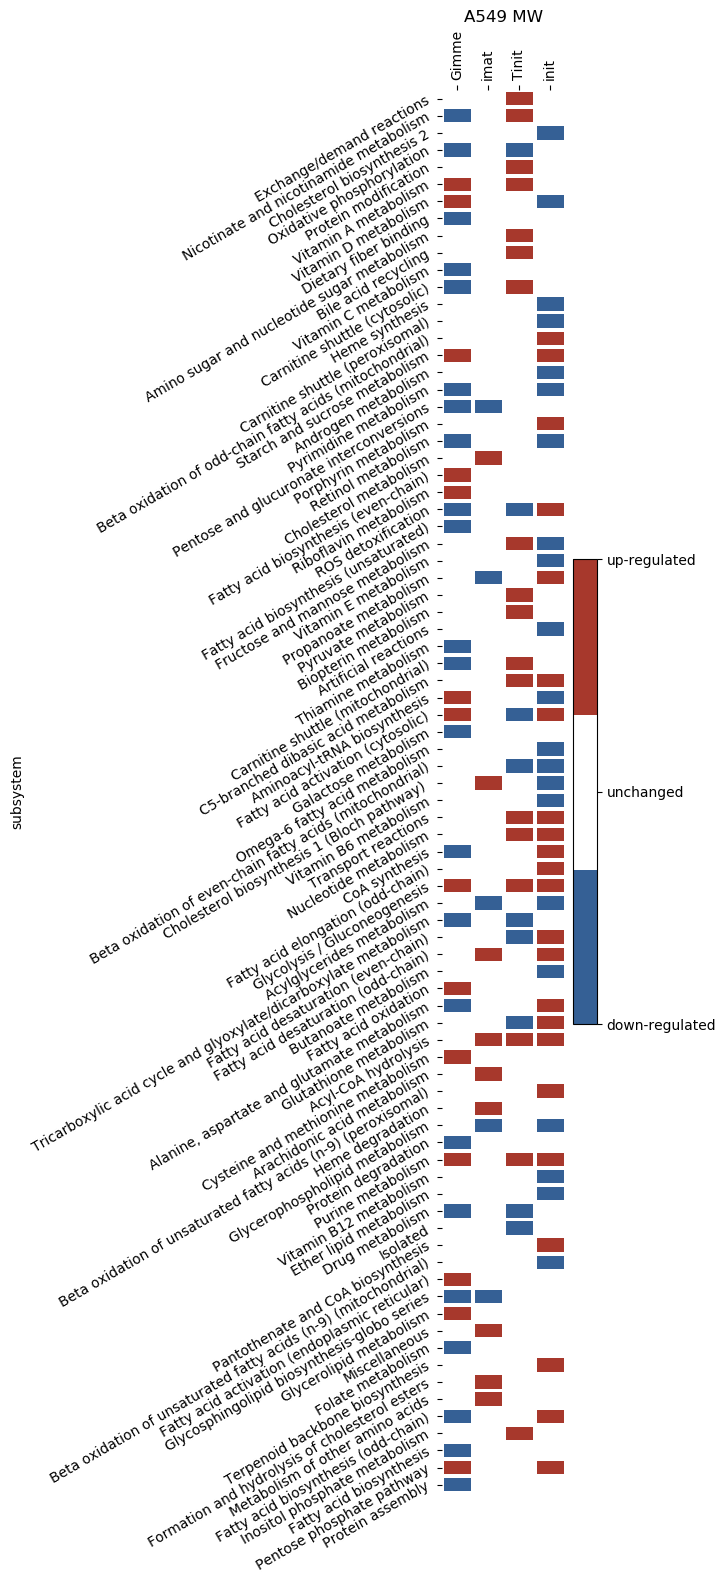 A549 MW
Gimme
imat
Tinit
init
subsystem
Exchange/demand reactions
Nicotinate and nicotinamide metabolism
Cholesterol biosynthesis 2
Oxidative phosphorylation
Protein modification
Vitamin A metabolism
Vitamin D metabolism
Dietary fiber binding
Amino sugar and nucleotide sugar metabolism
Bile acid recycling
Vitamin C metabolism
Carnitine shuttle (cytosolic)
Heme synthesis
Carnitine shuttle (peroxisomal)
Beta oxidation of odd-chain fatty acids (mitochondrial)
Starch and sucrose metabolism
Androgen metabolism
Pyrimidine metabolism
Pentose and glucuronate interconversions
Porphyrin metabolism
Retinol metabolism
Cholesterol metabolism
Fatty acid biosynthesis (even-chain)
Riboflavin metabolism
ROS detoxification
Fatty acid biosynthesis (unsaturated)
Fructose and mannose metabolism
Vitamin E metabolism
Propanoate metabolism
Pyruvate metabolism
Biopterin metabolism
Artificial reactions
Thiamine metabolism
Carnitine shuttle (mitochondrial)
C5-branched dibasic acid metabolism
Aminoacyl-tRNA biosynthesis
Fatty acid activation (cytosolic)
Galactose metabolism
Omega-6 fatty acid metabolism
Beta oxidation of even-chain fatty acids (mitochondrial)
Cholesterol biosynthesis 1 (Bloch pathway)
Vitamin B6 metabolism
Transport reactions
Nucleotide metabolism
CoA synthesis
Fatty acid elongation (odd-chain)
Glycolysis / Gluconeogenesis
Acylglycerides metabolism
Tricarboxylic acid cycle and glyoxylate/dicarboxylate metabolism
Fatty acid desaturation (even-chain)
Fatty acid desaturation (odd-chain)
Butanoate metabolism
Fatty acid oxidation
Alanine, aspartate and glutamate metabolism
Glutathione metabolism
Acyl-CoA hydrolysis
Cysteine and methionine metabolism
Arachidonic acid metabolism
Beta oxidation of unsaturated fatty acids (n-9) (peroxisomal)
Heme degradation
Glycerophospholipid metabolism
Protein degradation
Purine metabolism
Vitamin B12 metabolism
Ether lipid metabolism
Drug metabolism
Isolated
Pantothenate and CoA biosynthesis
Beta oxidation of unsaturated fatty acids (n-9) (mitochondrial)
Fatty acid activation (endoplasmic reticular)
Glycosphingolipid biosynthesis-globo series
Glycerolipid metabolism
Miscellaneous
Folate metabolism
Terpenoid backbone biosynthesis
Formation and hydrolysis of cholesterol esters
Metabolism of other amino acids
Fatty acid biosynthesis (odd-chain)
Inositol phosphate metabolism
Fatty acid biosynthesis
Pentose phosphate pathway
Protein assembly
up-regulated
unchanged
down-regulated